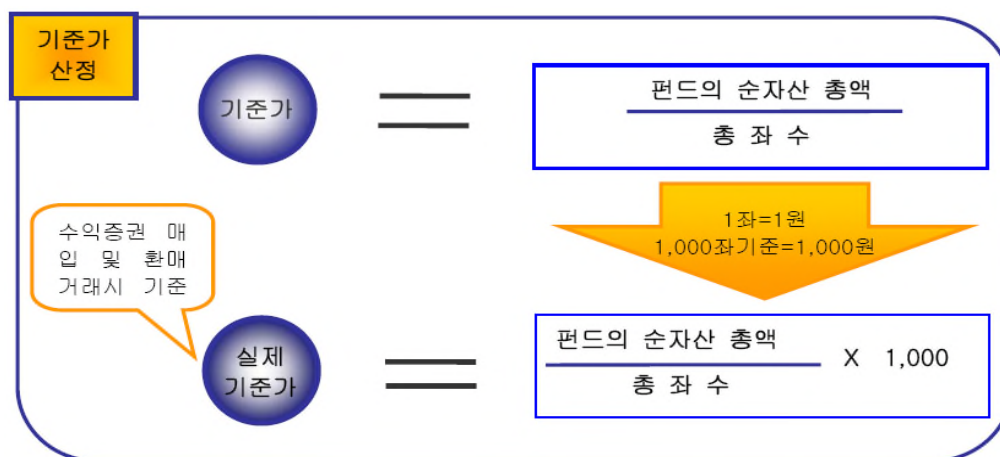 기준가
산정
기준가
펀드의 순자산 총액
총 좌 수
1좌=1원
1,000좌기준=1,000원
수익증권 매
입 및 환매
거래시 기준
실제
기준가
펀드의 순자산 총액
총 좌 수
X 1,000